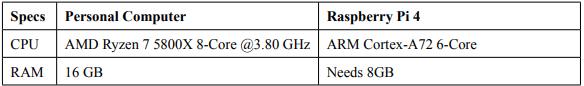 Specs Personal Computer Raspberry Pi 4
CPU AMD Ryzen 7 5800X 8-Core @3.80 GHz ARM Cortex-A72 6-Core
RAM 16 GB Needs 8GB